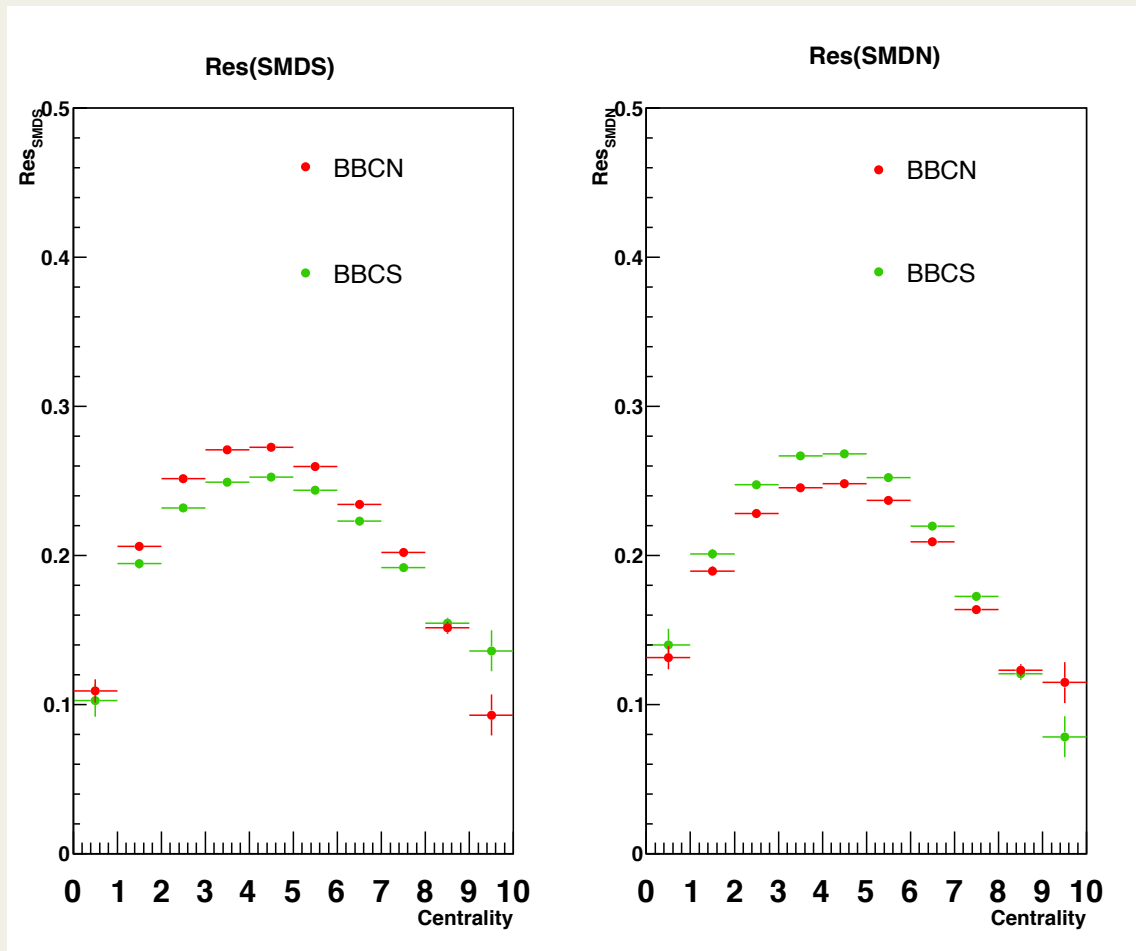 Res(SMDS)
Res_SMDS
0.5
0.4
0.3
0.2
0.1
0
BBCN
BBCS
0 1 2 3 4 5 6 7 8 9 10
Centrality
Res(SMDN)
Res_SMDN
0.5
0.4
0.3
0.2
0.1
0
BBCN
BBCS
0 1 2 3 4 5 6 7 8 9 10
Centrality